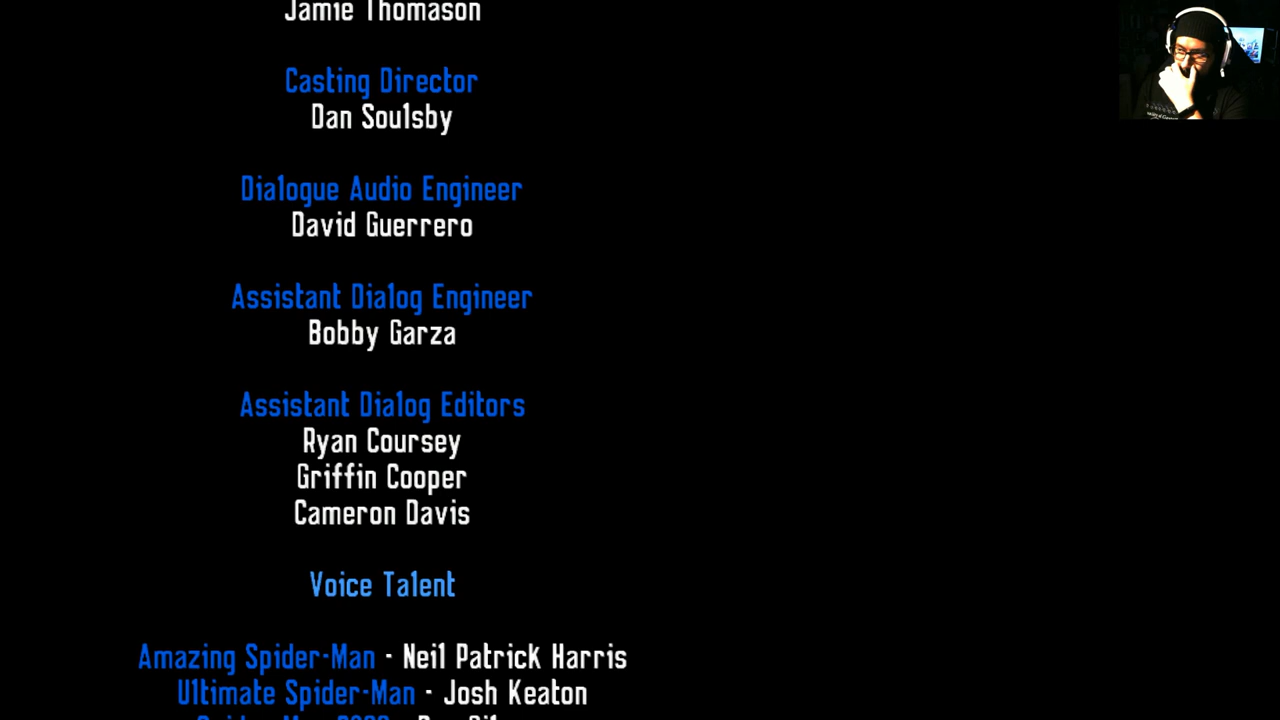 Jamie Thomason
Casting Director
Dan Soulsby
Dialogue Audio Engineer
David Guerrero
Assistant Dialog Engineer
Bobby Garza
Assistant Dialog Editors
Ryan Coursey
Griffin Cooper
Cameron Davis
Voice Talent
Amazing Spider-Man - Neil Patrick Harris
Ultimate Spider-Man - Josh Keaton